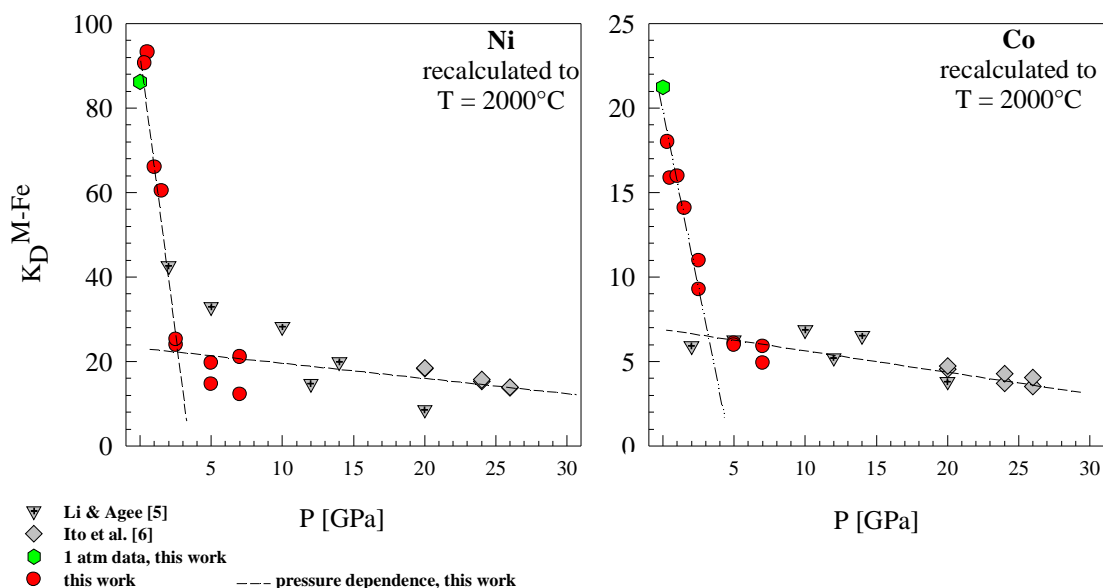 100
80
60
40
20
0
K_D^M-Fe
Ni
recalculated to
T = 2000°C
5 10 15 20 25 30
P [GPa]
25
20
15
10
5
0
Co
recalculated to
T = 2000°C
5 10 15 20 25 30
P [GPa]
Li & Agee [5]
Ito et al. [6]
1 atm data, this work
this work
pressure dependence, this work